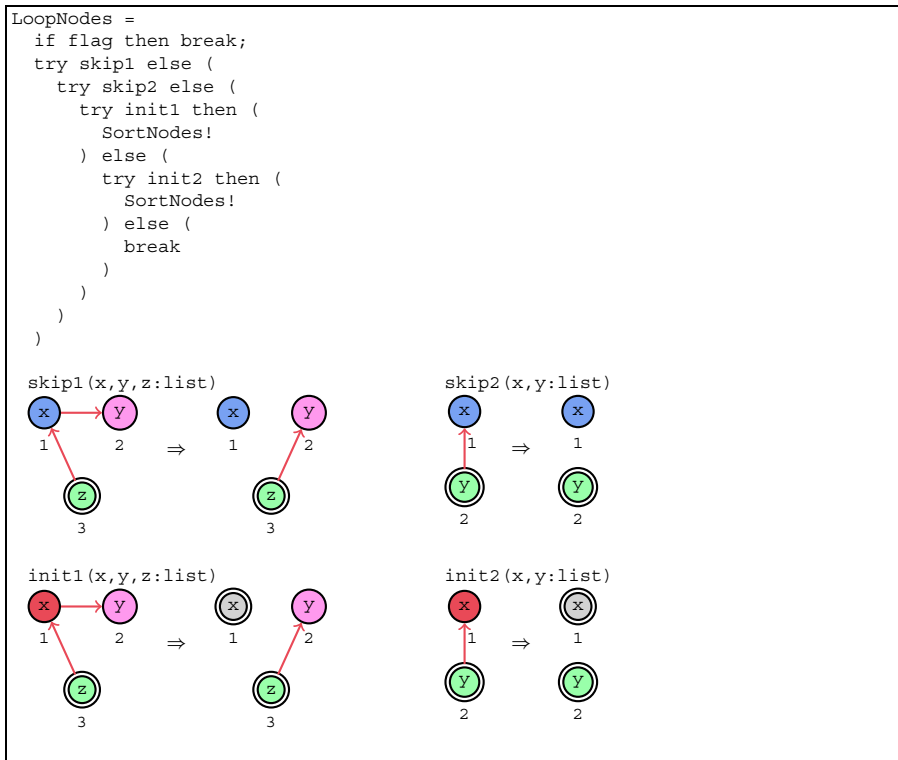 LoopNodes =
if flag then break;
try skip1 else (
try skip2 else (
try init1 then (
SortNodes!
) else (
try init2 then (
SortNodes!
) else (
break
)
)
)
)
skip1(x,y,z:list)
x y ⇒ x y
1 2 1 2
z z
3 3
skip2(x,y:list)
x ⇒ x
1 1
y y
2 2
init1(x,y,z:list)
x y ⇒ x y
1 2 1 2
z z
3 3
init2(x,y:list)
x ⇒ x
1 1
y y
2 2